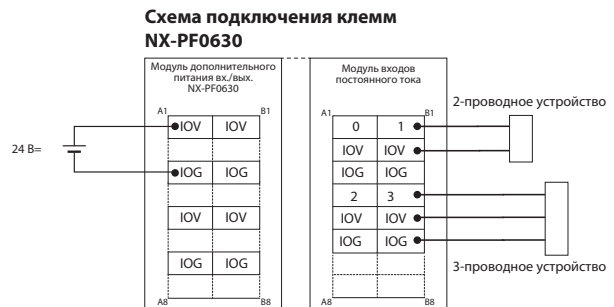 Схема подключения клемм
NX-PF0630
Модуль дополнительного
питания вх./вых.
NX-PF0630
Модуль входов
постоянного тока
A1 B1
IOV IOV
IOG IOG
IOV IOV
IOG IOG
A8 B8
24 В=
A1 B1
0 1
IOV IOV
IOG IOG
2 3
IOV IOV
IOG IOG
A8 B8
2-проводное устройство
3-проводное устройство